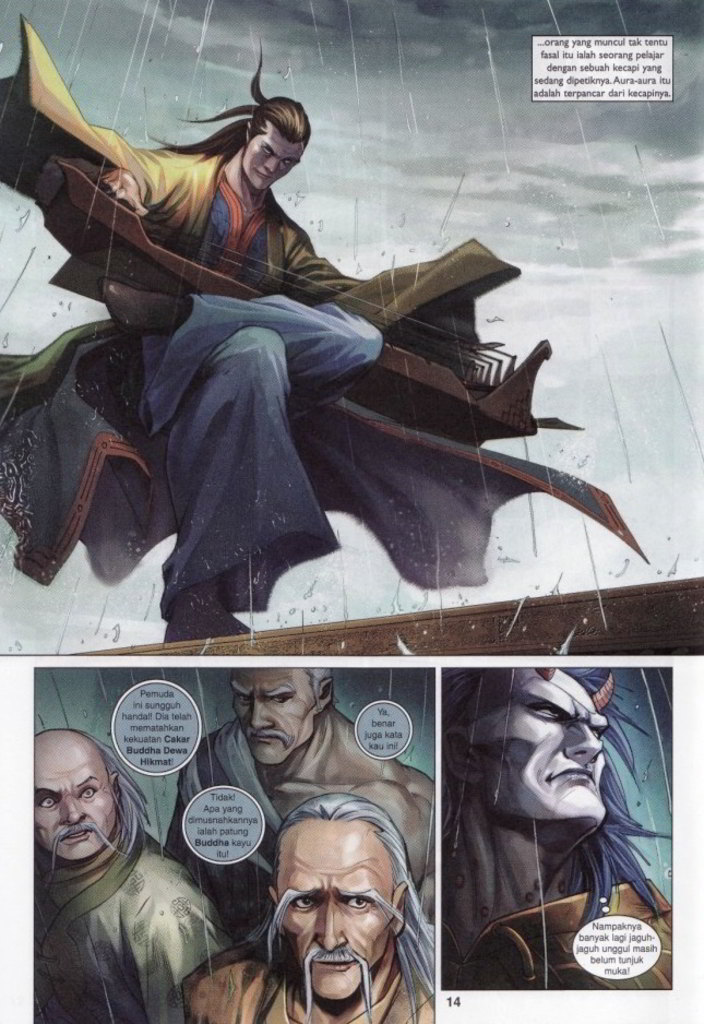 ...orang yang muncul tak tentu
fasal itu ialah seorang pelajar
dengan sebuah kecapi yang
sedang dipetiknya. Aura-aura itu
adalah terpancar dari kecapinya.
Pemuda
ini sungguh
handal! Dia telah
mematahkan
kekuatan Cakar
Buddha Dewa
Hikmat!
Ya,
benar
juga kata
kau ini!
Tidak!
Apa yang
dimusnahkannya
ialah patung
Buddha kayu
itu!
Nampaknya
banyak lagi jaguh-
jaguh unggul masih
belum tunjuk
muka!
14